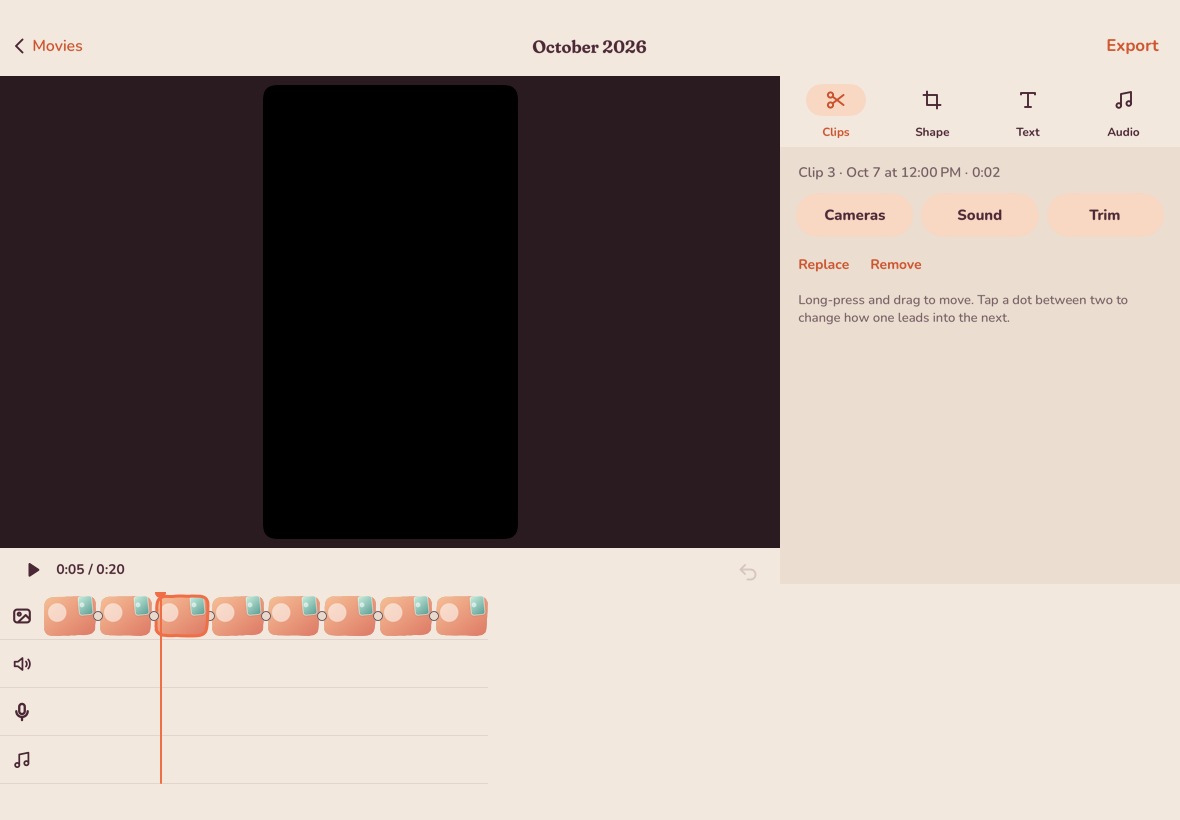 Movies
October 2026
Export
Clips
Shape
Text
Audio
Clip 3 · Oct 7 at 12:00 PM · 0:02
Cameras
Sound
Trim
Replace
Remove
Long-press and drag to move. Tap a dot between two to
change how one leads into the next.
0:05 / 0:20